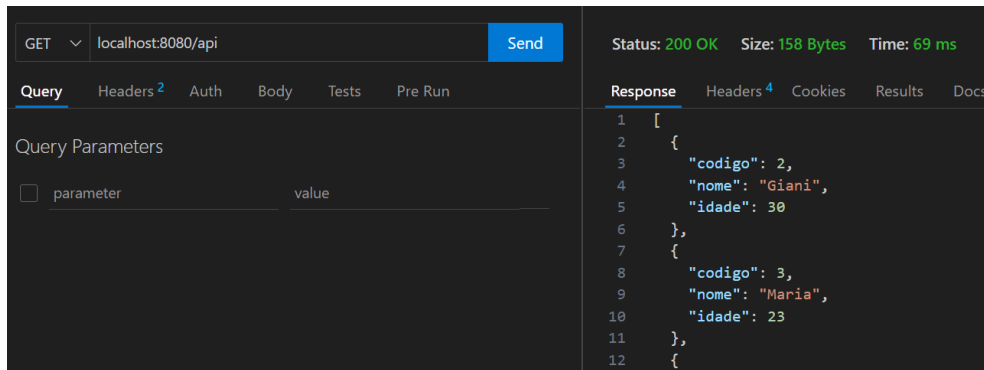 GET localhost:8080/api Send
Query Headers 2 Auth Body Tests Pre Run
Query Parameters
parameter value
Status: 200 OK Size: 158 Bytes Time: 69 ms
Response Headers 4 Cookies Results Docs
1 [
2 {
3 "codigo": 2,
4 "nome": "Giani",
5 "idade": 30
6 },
7 {
8 "codigo": 3,
9 "nome": "Maria",
10 "idade": 23
11 },
12 {